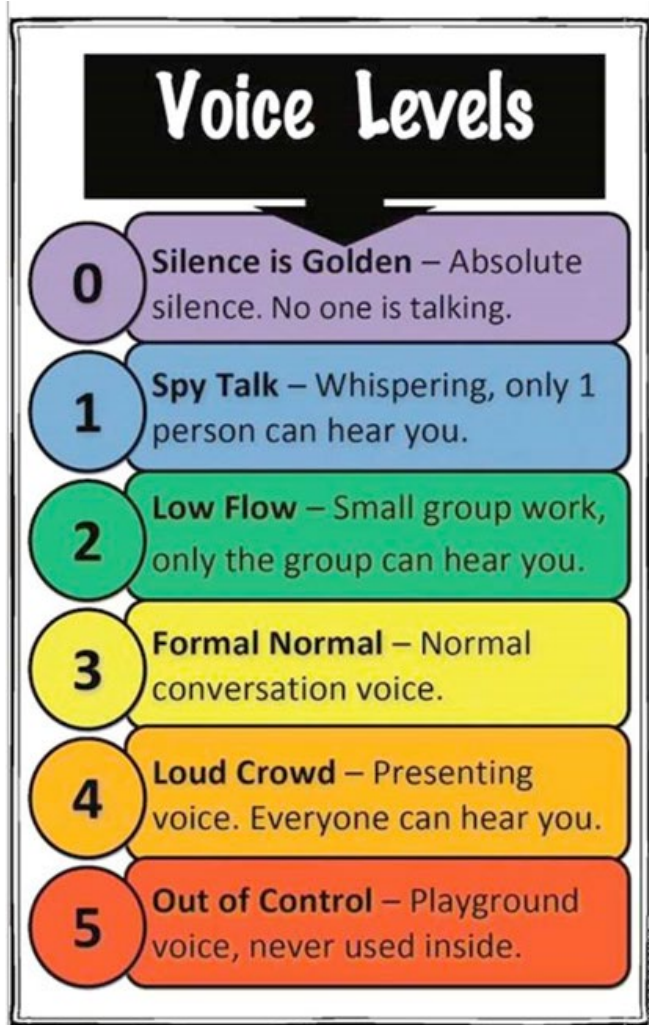 Voice Levels
0
Silence is Golden – Absolute
silence. No one is talking.
1
Spy Talk – Whispering, only 1
person can hear you.
2
Low Flow – Small group work,
only the group can hear you.
3
Formal Normal – Normal
conversation voice.
4
Loud Crowd – Presenting
voice. Everyone can hear you.
5
Out of Control – Playground
voice, never used inside.